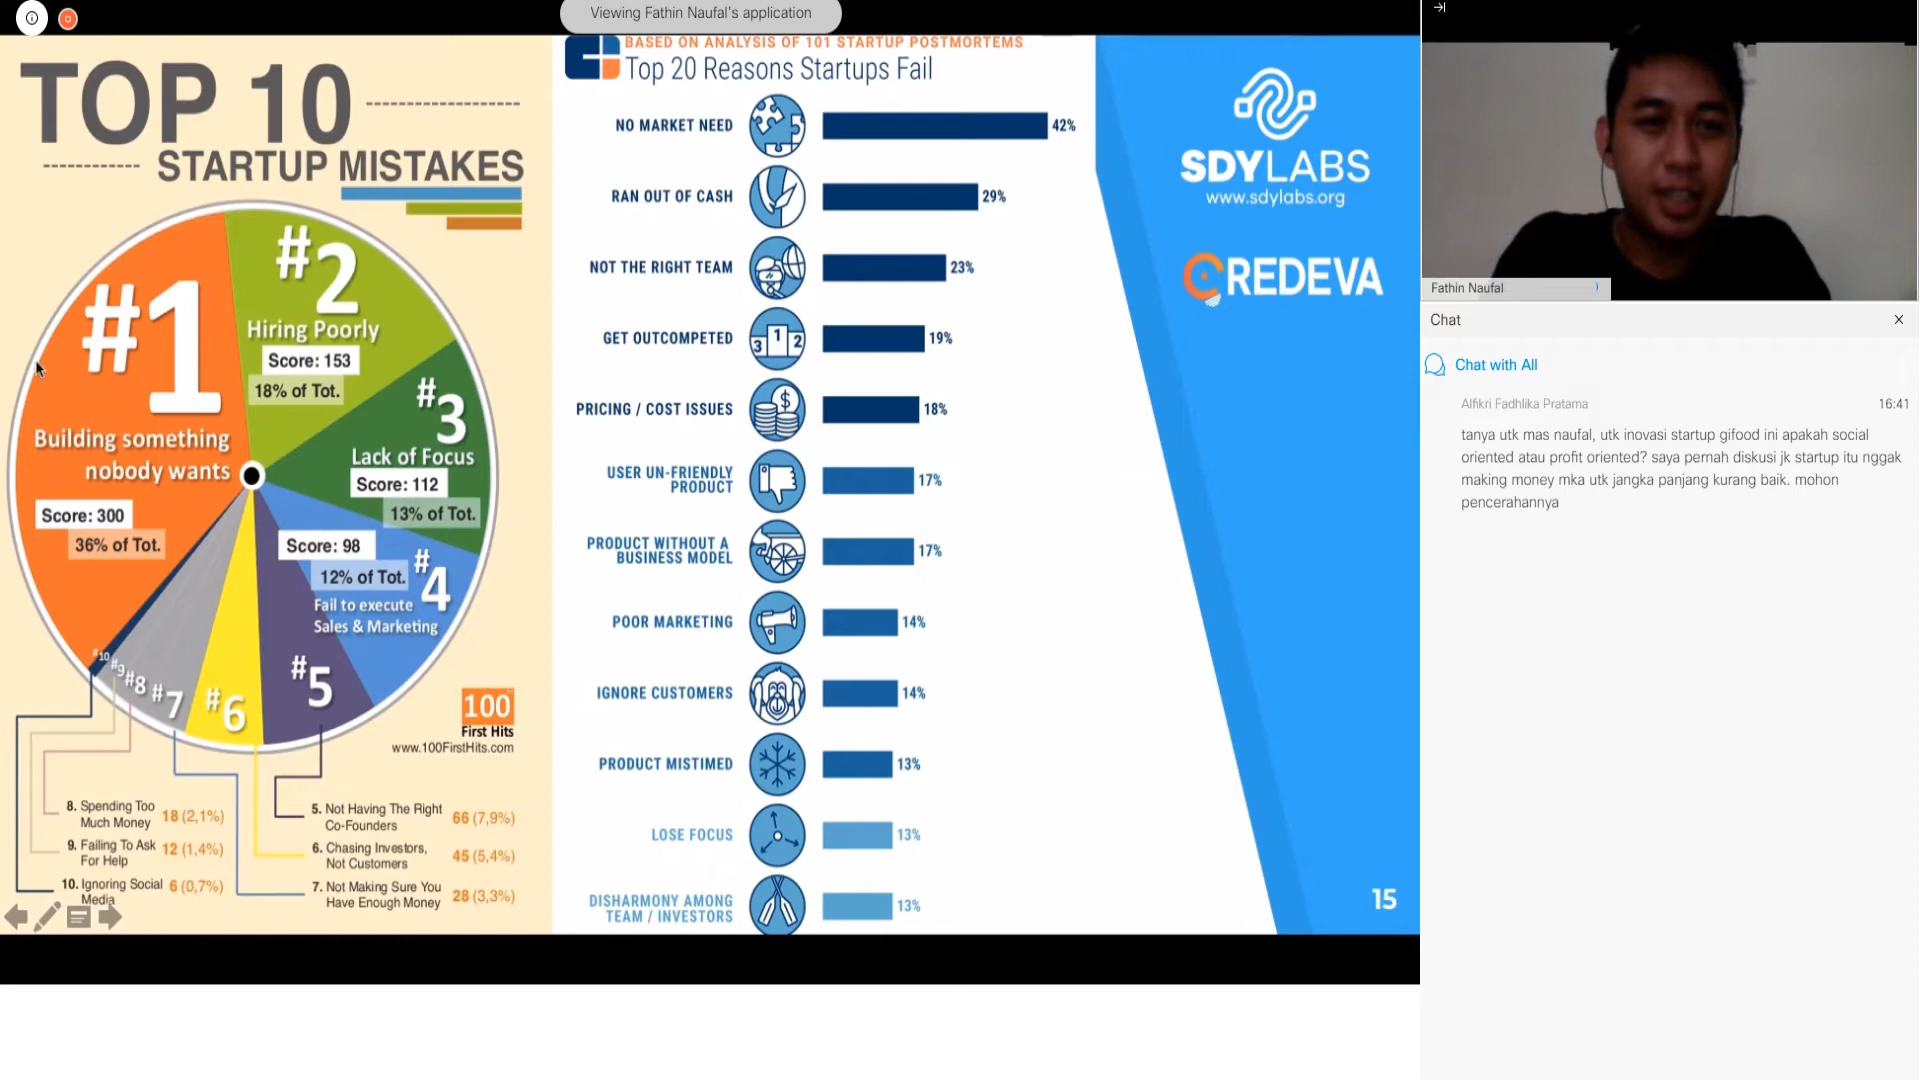 Viewing Fathin Naufal's application
TOP 10
STARTUP MISTAKES
#1
Building something
nobody wants
Score: 300
36% of Tot.
#2
Hiring Poorly
Score: 153
18% of Tot.
#3
Lack of Focus
Score: 112
13% of Tot.
Score: 98
12% of Tot.
#4
Fail to execute
Sales & Marketing
#5
#6
#7
#8
#9
#10
100
First Hits
www.100FirstHits.com
8. Spending Too
Much Money 18 (2,1%)
9. Failing To Ask
For Help 12 (1,4%)
10. Ignoring Social
Media 6 (0,7%)
5. Not Having The Right
Co-Founders 66 (7,9%)
6. Chasing Investors,
Not Customers 45 (5,4%)
7. Not Making Sure You
Have Enough Money 28 (3,3%)
BASED ON ANALYSIS OF 101 STARTUP POSTMORTEMS
Top 20 Reasons Startups Fail
NO MARKET NEED 42%
RAN OUT OF CASH 29%
NOT THE RIGHT TEAM 23%
GET OUTCOMPETED 3 1 2 19%
PRICING / COST ISSUES $ 18%
USER UN-FRIENDLY
PRODUCT 17%
PRODUCT WITHOUT A
BUSINESS MODEL 17%
POOR MARKETING 14%
IGNORE CUSTOMERS 14%
PRODUCT MISTIMED 13%
LOSE FOCUS 13%
DISHARMONY AMONG
TEAM / INVESTORS 13%
SDYLABS
www.sdylabs.org
CREDEVA
15
Fathin Naufal
Chat
Chat with All
Alfikri Fadhlika Pratama 16:41
tanya utk mas naufal, utk inovasi startup gifood ini apakah social
oriented atau profit oriented? saya pernah diskusi jk startup itu nggak
making money mka utk jangka panjang kurang baik. mohon
pencerahannya